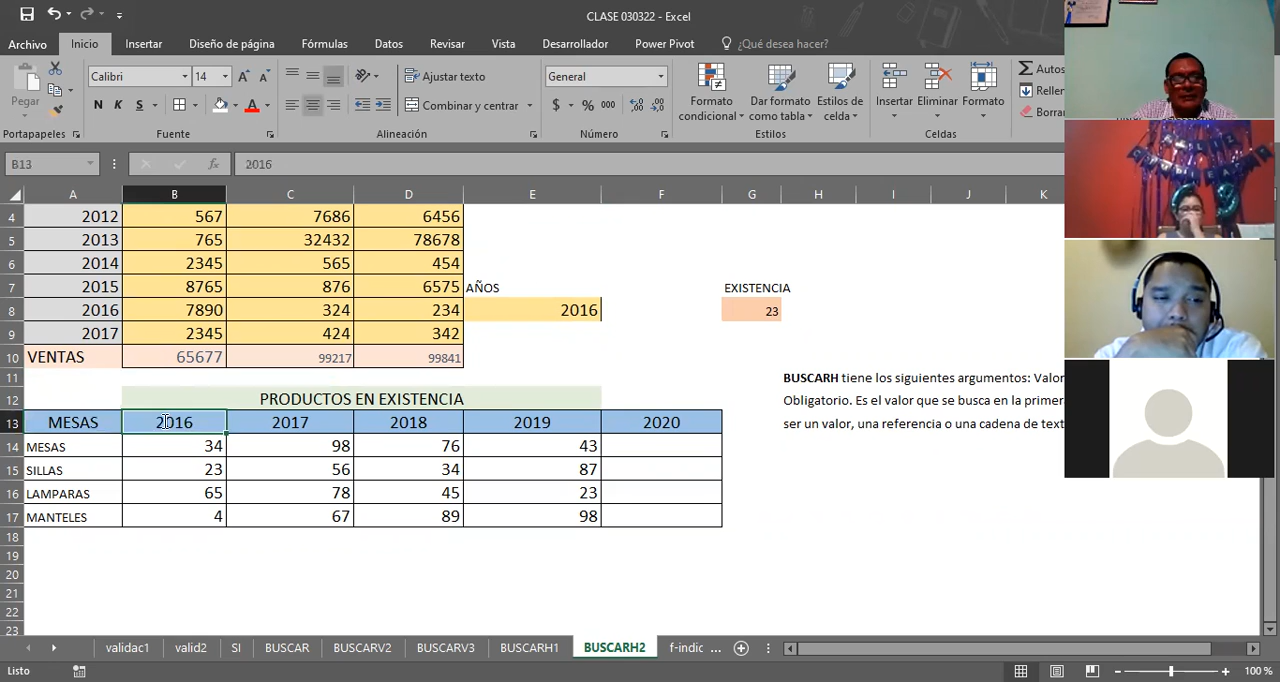 CLASE 030322 - Excel
Archivo Inicio Insertar Diseño de página Fórmulas Datos Revisar Vista Desarrollador Power Pivot ¿Qué desea hacer?
Calibri 14 Ajustar texto General
Pegar N K S Combinar y centrar $ % 000
Formato condicional Dar formato como tabla Estilos de celda Insertar Eliminar Formato
Portapapeles Fuente Alineación Número Estilos Celdas
B13 fx 2016
A B C D E F G H I J K
4 2012 567 7686 6456
5 2013 765 32432 78678
6 2014 2345 565 454
7 2015 8765 876 6575 AÑOS EXISTENCIA
8 2016 7890 324 234 2016 23
9 2017 2345 424 342
10 VENTAS 65677 99217 99841
11 BUSCARH tiene los siguientes argumentos: Valor
12 PRODUCTOS EN EXISTENCIA Obligatorio. Es el valor que se busca en la primer
13 MESAS 2016 2017 2018 2019 2020 ser un valor, una referencia o una cadena de text
14 MESAS 34 98 76 43
15 SILLAS 23 56 34 87
16 LAMPARAS 65 78 45 23
17 MANTELES 4 67 89 98
18
19
20
21
22
23
validac1 valid2 SI BUSCAR BUSCARV2 BUSCARV3 BUSCARH1 BUSCARH2 f-indic ...
Listo 100 %